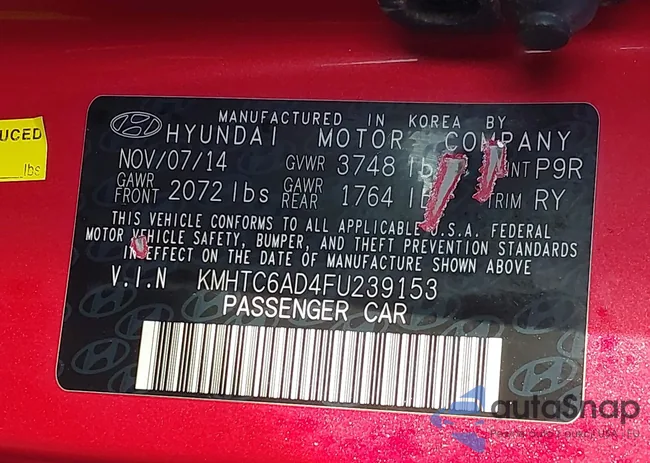 UCED
lbs
MANUFACTURED IN KOREA BY
HYUNDAI MOTOR COMPANY
NOV/07/14 GVWR 3748 lb P9R
GAWR FRONT 2072 lbs GAWR REAR 1764 lb TRIM RY
THIS VEHICLE CONFORMS TO ALL APPLICABLE U.S.A. FEDERAL
MOTOR VEHICLE SAFETY, BUMPER, AND THEFT PREVENTION STANDARDS
IN EFFECT ON THE DATE OF MANUFACTURE SHOWN ABOVE
V.I.N KMHTC6AD4FU239153
PASSENGER CAR
autaSnap